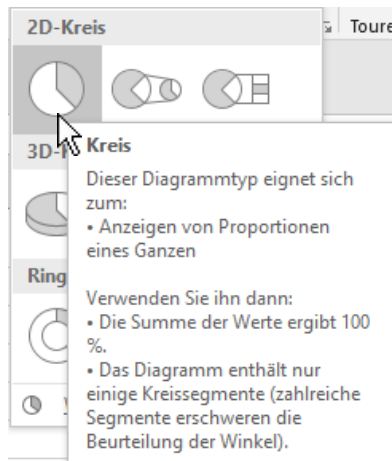 2D-Kreis
Toure
3D-
Kreis
Dieser Diagrammtyp eignet sich
zum:
• Anzeigen von Proportionen
eines Ganzen
Ring
Verwenden Sie ihn dann:
• Die Summe der Werte ergibt 100
%.
• Das Diagramm enthält nur
einige Kreissegmente (zahlreiche
Segmente erschweren die
Beurteilung der Winkel).